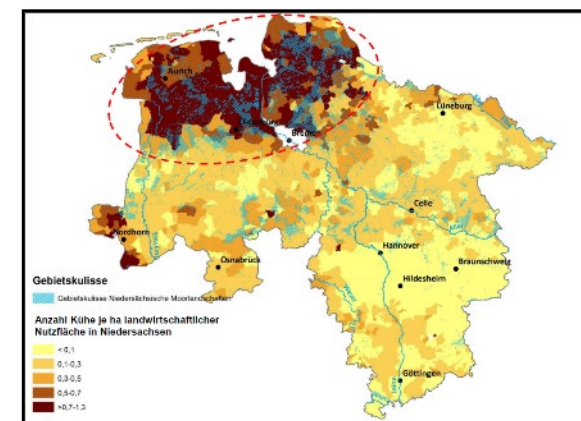 Aurich
Oldenburg
Bremen
Lüneburg
Celle
Nordhorn
Osnabrück
Hannover
Braunschweig
Hildesheim
Göttingen
Gebietskulisse
Gebietskulisse Niedersächsische Moorlandschaften
Anzahl Kühe je ha landwirtschaftlicher
Nutzfläche in Niedersachsen
< 0,1
0,1-0,3
0,3-0,5
0,5-0,7
>0,7-1,3